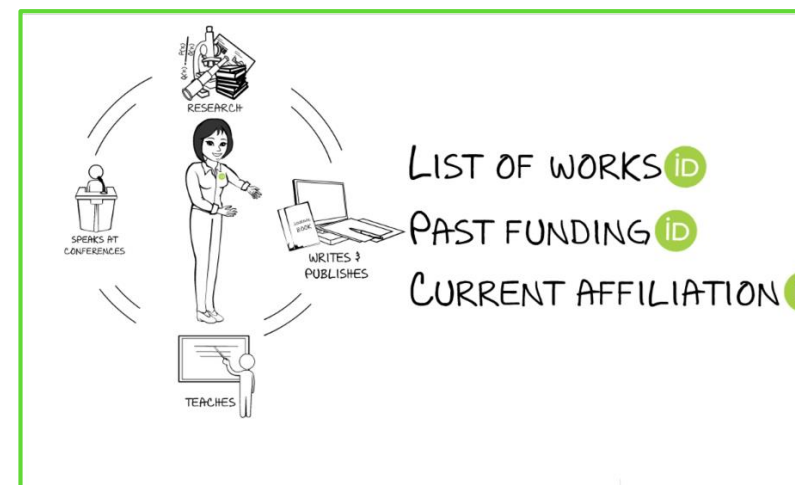 RESEARCH
LIST OF WORKS iD
PAST FUNDING iD
CURRENT AFFILIATION
SPEAKS AT
CONFERENCES
WRITES &
PUBLISHES
TEACHES